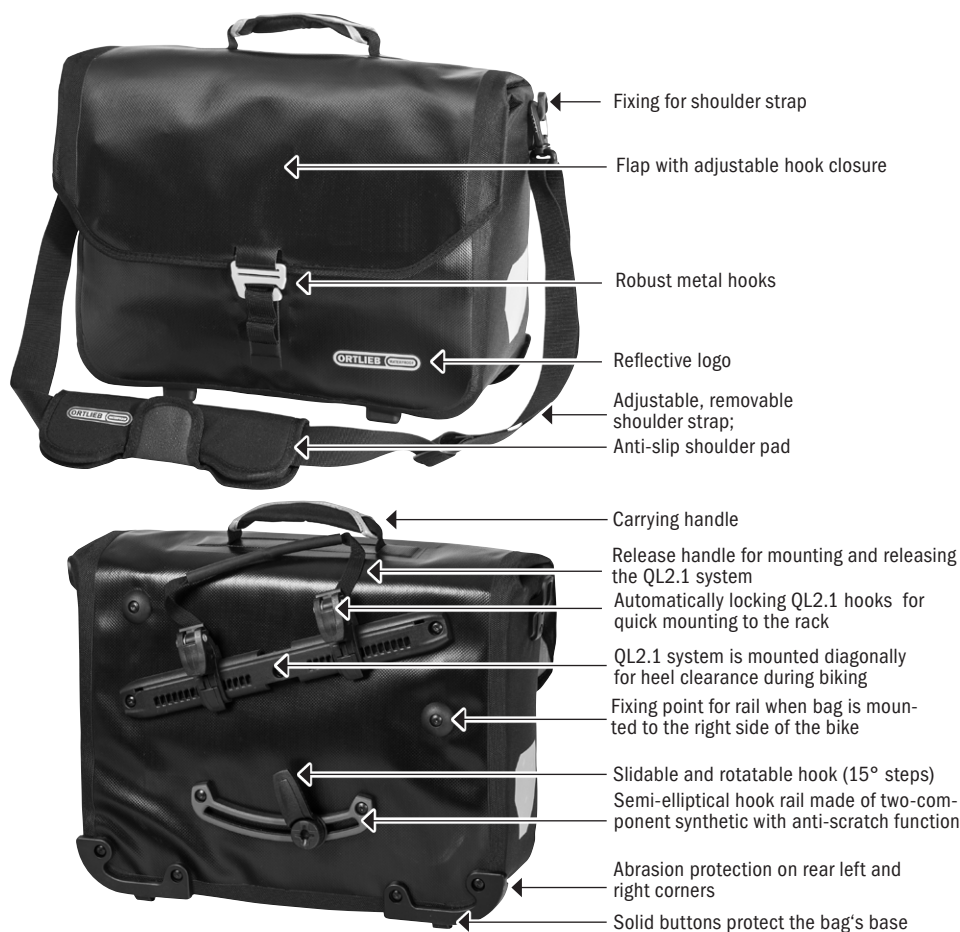 Fixing for shoulder strap
Flap with adjustable hook closure
Robust metal hooks
ORTLIEB
Reflective logo
Adjustable, removable
shoulder strap;
ORTLIEB
Anti-slip shoulder pad
Carrying handle
Release handle for mounting and releasing
the QL2.1 system
Automatically locking QL2.1 hooks for
quick mounting to the rack
QL2.1 system is mounted diagonally
for heel clearance during biking
Fixing point for rail when bag is moun-
ted to the right side of the bike
Slidable and rotatable hook (15° steps)
Semi-elliptical hook rail made of two-com-
ponent synthetic with anti-scratch function
Abrasion protection on rear left and
right corners
Solid buttons protect the bag‘s base